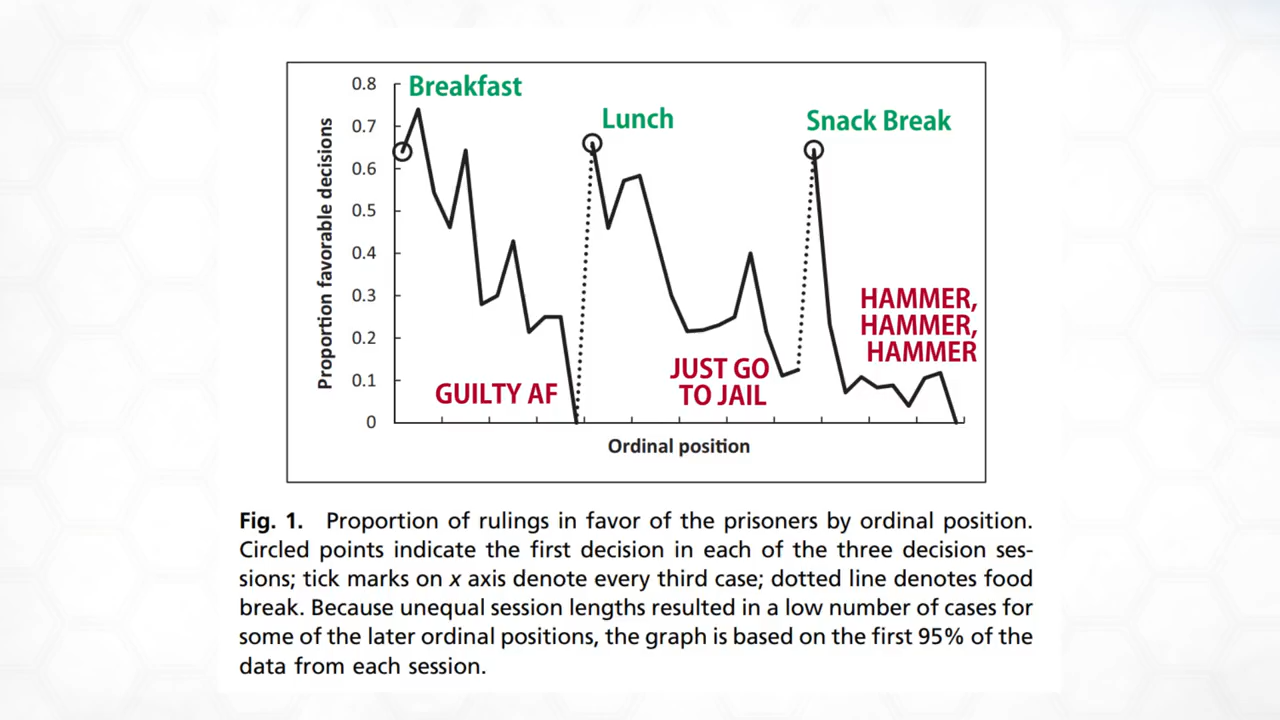 0.8
Breakfast
0.7
Lunch
Snack Break
0.6
0.5
0.4
0.3
0.2
0.1
0
Proportion favorable decisions
HAMMER,
HAMMER,
HAMMER
JUST GO
TO JAIL
GUILTY AF
Ordinal position
Fig. 1. Proportion of rulings in favor of the prisoners by ordinal position.
Circled points indicate the first decision in each of the three decision ses-
sions; tick marks on x axis denote every third case; dotted line denotes food
break. Because unequal session lengths resulted in a low number of cases for
some of the later ordinal positions, the graph is based on the first 95% of the
data from each session.